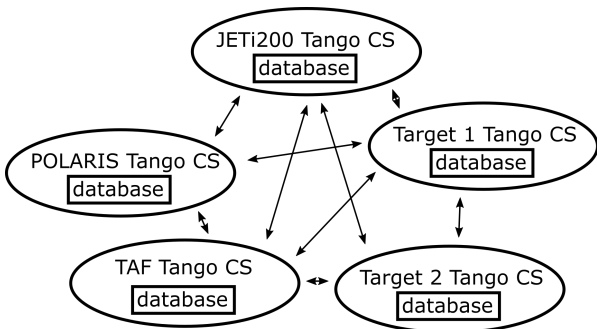 JETi200 Tango CS
database
Target 1 Tango CS
database
POLARIS Tango CS
database
TAF Tango CS
database
Target 2 Tango CS
database